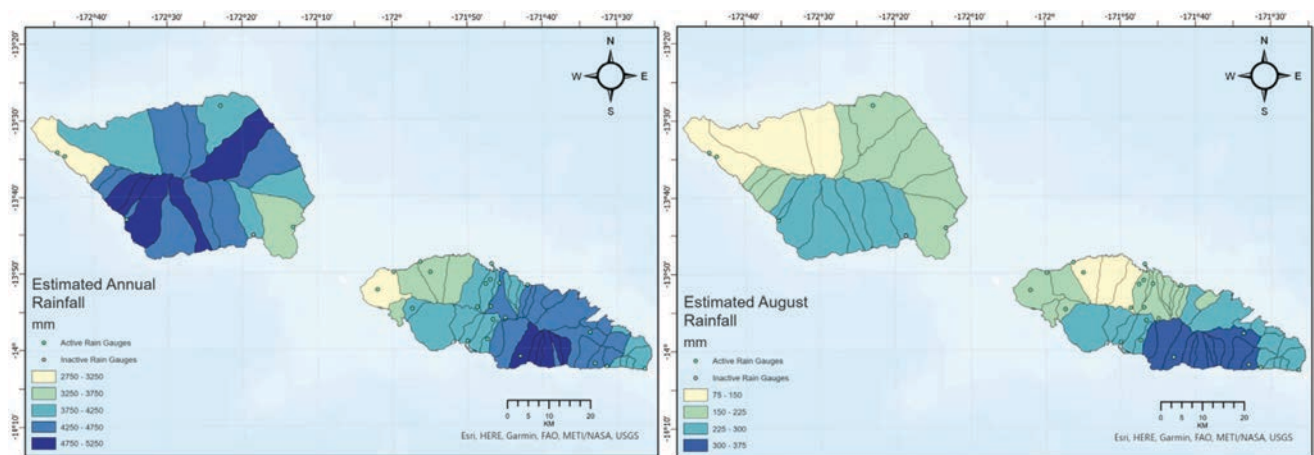 -172°40' -172°30' -172°20' -172°10' -172° -171°50' -171°40' -171°30'
-13°20'
-13°30'
-13°40'
-13°50'
-14°
-14°10'
N
W E
S
Estimated Annual
Rainfall
mm
Active Rain Gauges
Inactive Rain Gauges
2750 - 3250
3250 - 3750
3750 - 4250
4250 - 4750
4750 - 5250
0 10 20
KM
Esri, HERE, Garmin, FAO, METI/NASA, USGS
-172°40' -172°30' -172°20' -172°10' -172° -171°50' -171°40' -171°30'
-13°20'
-13°30'
-13°40'
-13°50'
-14°
-14°10'
N
W E
S
Estimated August
Rainfall
mm
Active Rain Gauges
Inactive Rain Gauges
75 - 150
150 - 225
225 - 300
300 - 375
0 10 20
KM
Esri, HERE, Garmin, FAO, METI/NASA, USGS